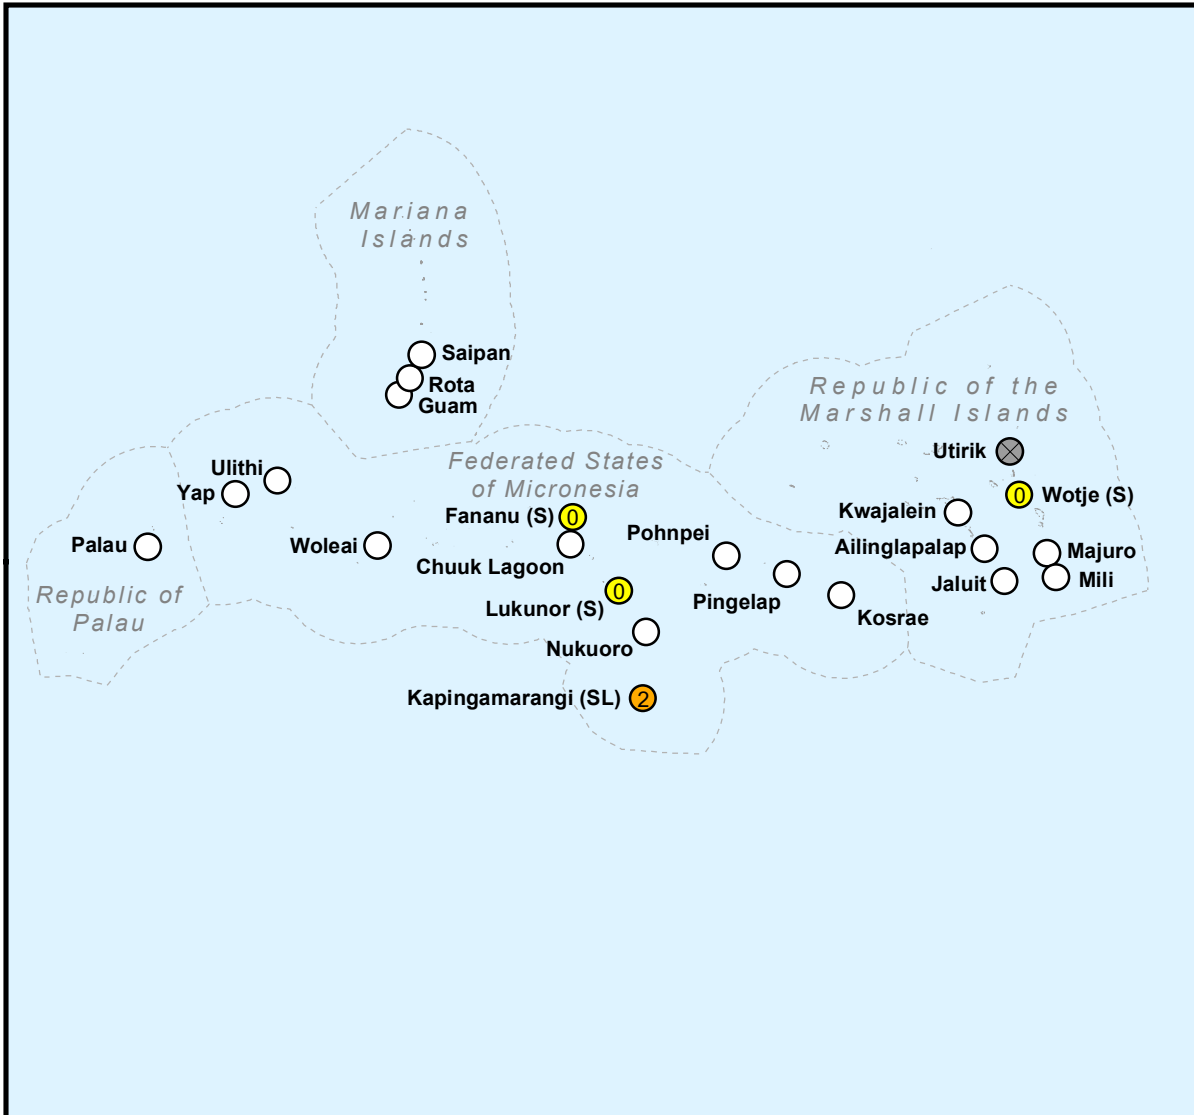 Mariana
Islands
Saipan
Rota
Guam
Republic of the
Marshall Islands
Utirik
Ulithi
Yap
Federated States
of Micronesia
0
Wotje (S)
Fananu (S)
0
Kwajalein
Palau
Woleai
Chuuk Lagoon
Pohnpei
Ailinglapalap
Majuro
Mili
Jaluit
Republic of
Palau
0
Lukunor (S)
Pingelap
Kosrae
Nukuoro
Kapingamarangi (SL)
2